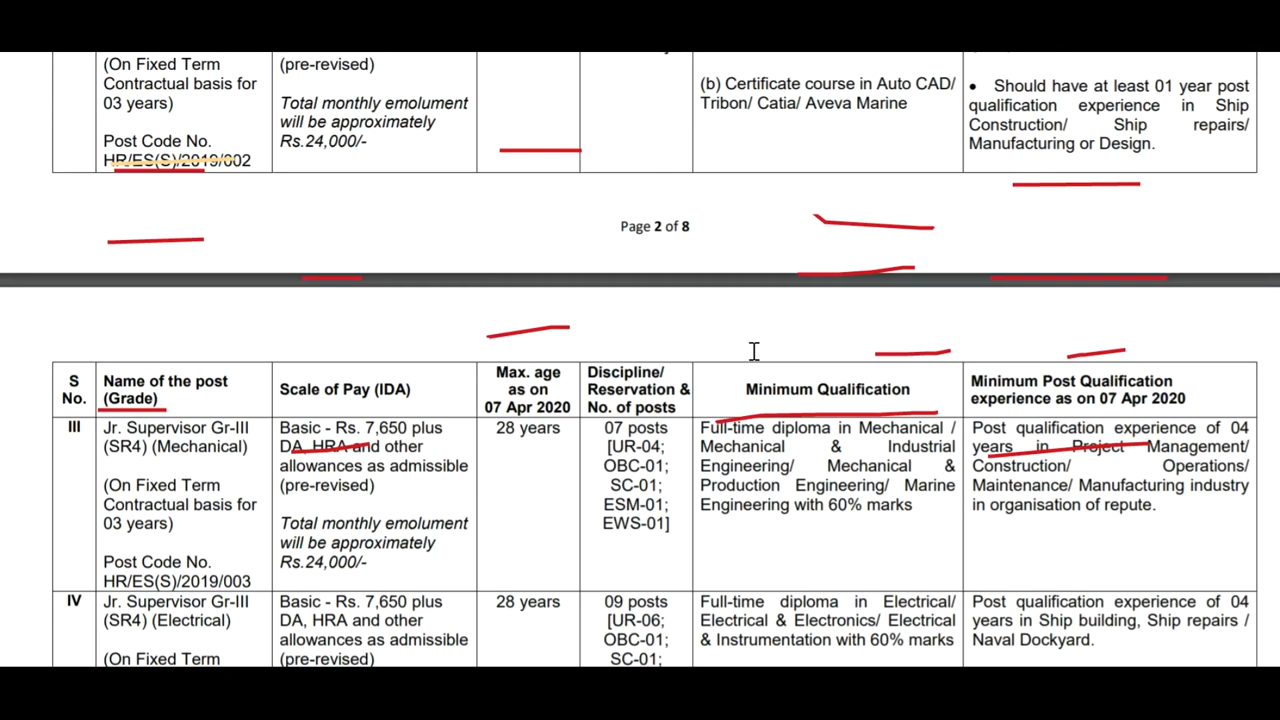 (On Fixed Term
Contractual basis for
03 years)
Post Code No.
HR/ES(S)/2019/002
(pre-revised)
Total monthly emolument
will be approximately
Rs.24,000/-
(b) Certificate course in Auto CAD/
Tribon/ Catia/ Aveva Marine
• Should have at least 01 year post
qualification experience in Ship
Construction/ Ship repairs/
Manufacturing or Design.
Page 2 of 8
S
No.
Name of the post
(Grade)
Scale of Pay (IDA)
Max. age
as on
07 Apr 2020
Discipline/
Reservation &
No. of posts
Minimum Qualification
Minimum Post Qualification
experience as on 07 Apr 2020
III
Jr. Supervisor Gr-III
(SR4) (Mechanical)
(On Fixed Term
Contractual basis for
03 years)
Post Code No.
HR/ES(S)/2019/003
Basic - Rs. 7,650 plus
DA, HRA and other
allowances as admissible
(pre-revised)
Total monthly emolument
will be approximately
Rs.24,000/-
28 years
07 posts
[UR-04;
OBC-01;
SC-01;
ESM-01;
EWS-01]
Full-time diploma in Mechanical /
Mechanical & Industrial
Engineering/ Mechanical &
Production Engineering/ Marine
Engineering with 60% marks
Post qualification experience of 04
years in Project Management/
Construction/ Operations/
Maintenance/ Manufacturing industry
in organisation of repute.
IV
Jr. Supervisor Gr-III
(SR4) (Electrical)
(On Fixed Term
Basic - Rs. 7,650 plus
DA, HRA and other
allowances as admissible
(pre-revised)
28 years
09 posts
[UR-06;
OBC-01;
SC-01;
Full-time diploma in Electrical/
Electrical & Electronics/ Electrical
& Instrumentation with 60% marks
Post qualification experience of 04
years in Ship building, Ship repairs /
Naval Dockyard.